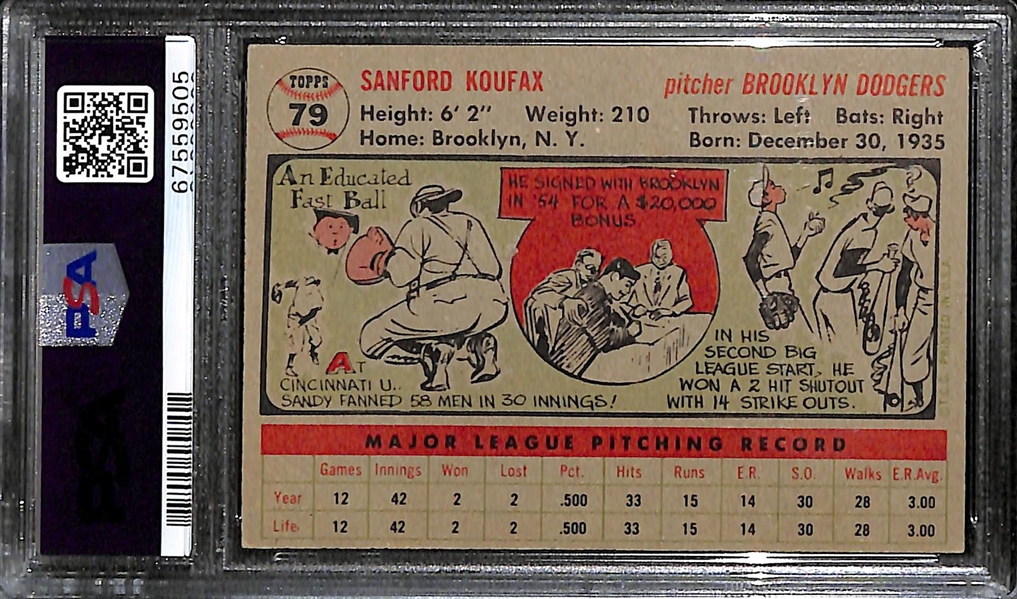 67559505
PSA
PSA
TOPPS
79
SANFORD KOUFAX
pitcher BROOKLYN DODGERS
Height: 6' 2" Weight: 210
Throws: Left Bats: Right
Home: Brooklyn, N. Y.
Born: December 30, 1935
An Educated
Fast Ball
AT
CINCINNATI U..
SANDY FANNED 58 MEN IN 30 INNINGS!
HE SIGNED WITH BROOKLYN
IN '54 FOR A $20,000
BONUS
IN HIS
SECOND BIG
LEAGUE START, HE
WON A 2 HIT SHUTOUT
WITH 14 STRIKE OUTS.
PRINTED IN U.S.A.
MAJOR LEAGUE PITCHING RECORD
Games Innings Won Lost Pct. Hits Runs E.R. S.O. Walks E.R.Avg.
Year 12 42 2 2 .500 33 15 14 30 28 3.00
Life 12 42 2 2 .500 33 15 14 30 28 3.00